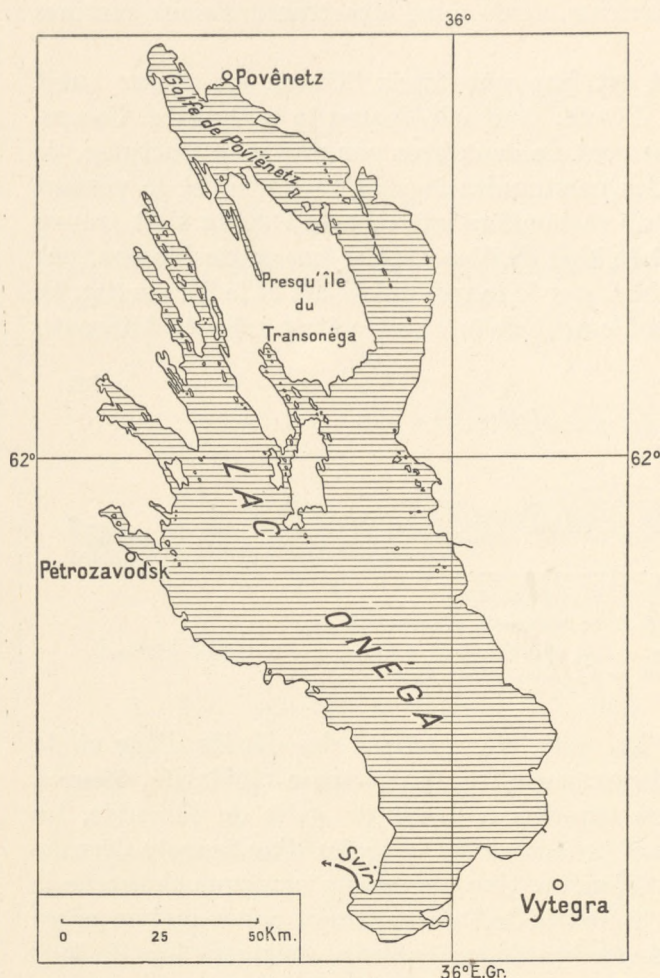 36°
Povênetz
Golfe de Poviénetz
Presqu'île
du
Transonéga
62°
62°
LAC
Pétrozavodsk
ONÉGA
Svir
Vytegra
0 25 50Km.
36°E.Gr.